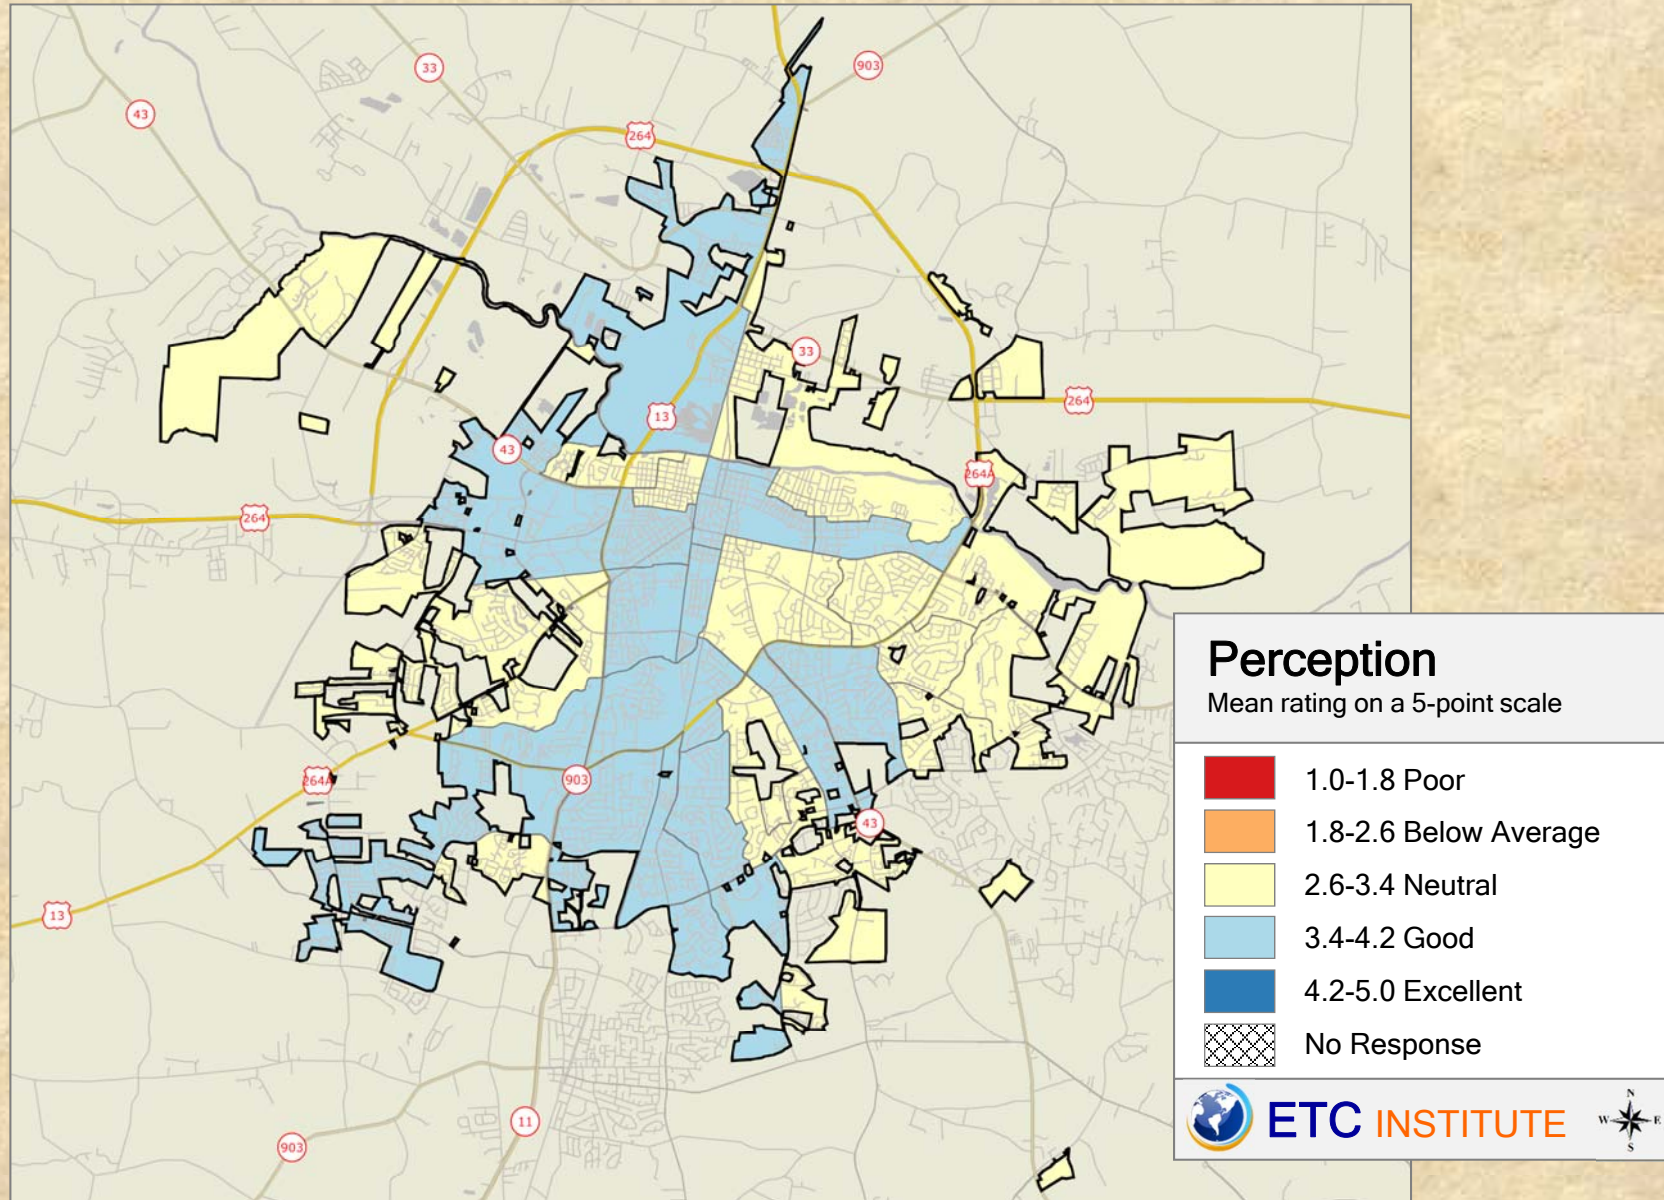 33
903
43
264
33
264
13
43
264A
264
903
264A
43
13
11
903
Perception
Mean rating on a 5-point scale
1.0-1.8 Poor
1.8-2.6 Below Average
2.6-3.4 Neutral
3.4-4.2 Good
4.2-5.0 Excellent
No Response
ETC INSTITUTE
N
W E
S